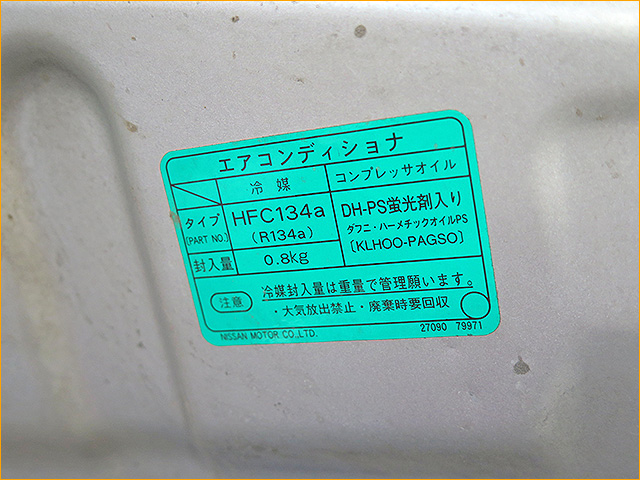 エアコンディショナ
冷媒
コンプレッサオイル
タイプ
[PART NO.]
HFC134a
(R134a)
DH-PS蛍光剤入り
ダフニ・ハーメチックオイルPS
[KLHOO-PAGSO]
封入量
0.8kg
注意
冷媒封入量は重量で管理願います。
・大気放出禁止・廃棄時要回収
NISSAN MOTOR CO.,LTD.
27090 79971